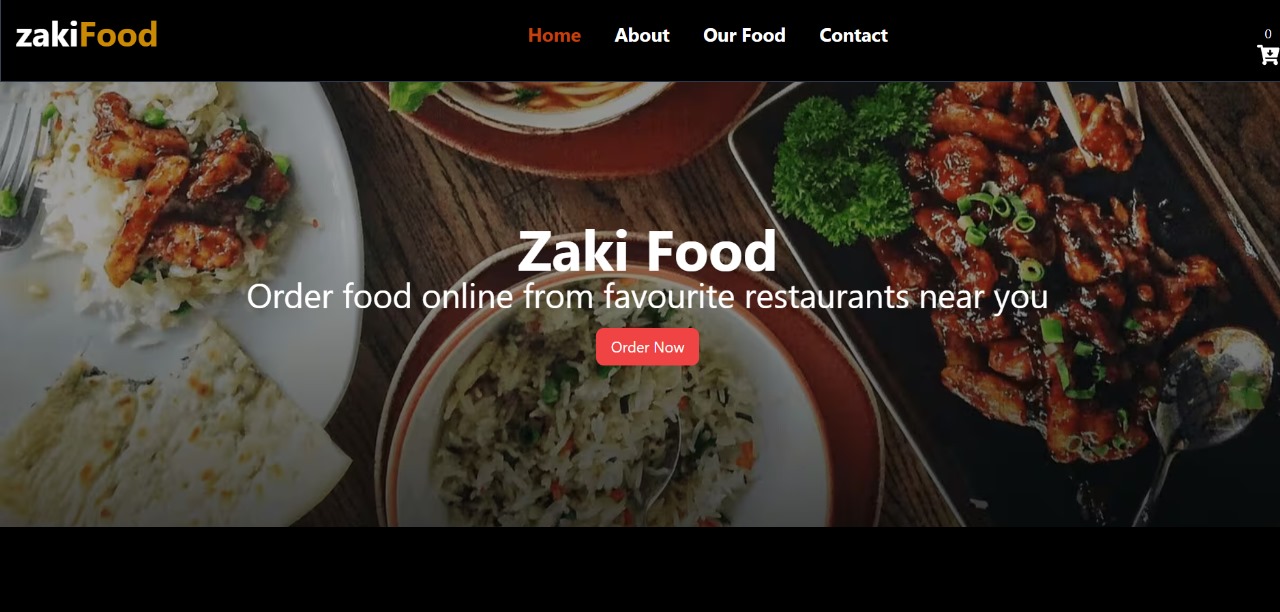 zakiFood
Home About Our Food Contact
0
Zaki Food
Order food online from favourite restaurants near you
Order Now